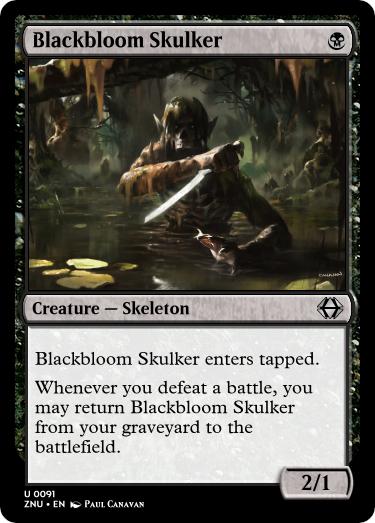 Blackbloom Skulker
Creature — Skeleton
Blackbloom Skulker enters tapped.
Whenever you defeat a battle, you
may return Blackbloom Skulker
from your graveyard to the
battlefield.
2/1
U 0091
ZNU • EN Paul Canavan